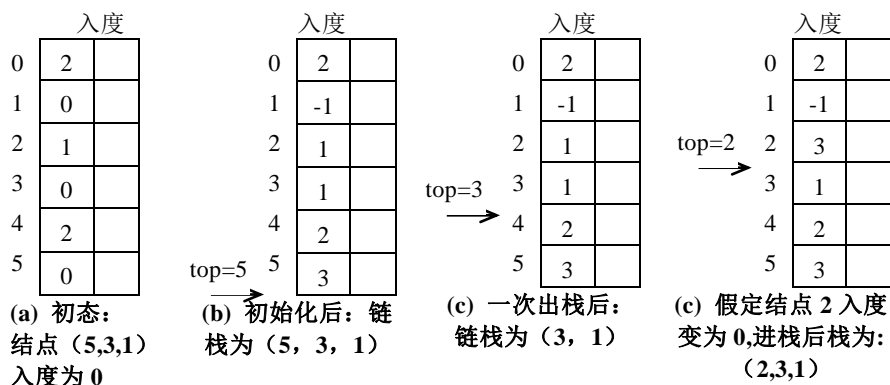 入度
0 2
1 0
2 1
3 0
4 2
5 0
(a) 初态：
结点（5,3,1）
入度为 0
入度
0 2
1 -1
2 1
3 1
4 2
5 3
top=5
(b) 初始化后：链
栈为（5，3，1）
入度
0 2
1 -1
2 1
3 1
4 2
5 3
top=3
(c) 一次出栈后：
链栈为（3，1）
入度
0 2
1 -1
2 3
3 1
4 2
5 3
top=2
(c) 假定结点 2 入度
变为 0,进栈后栈为:
（2,3,1）